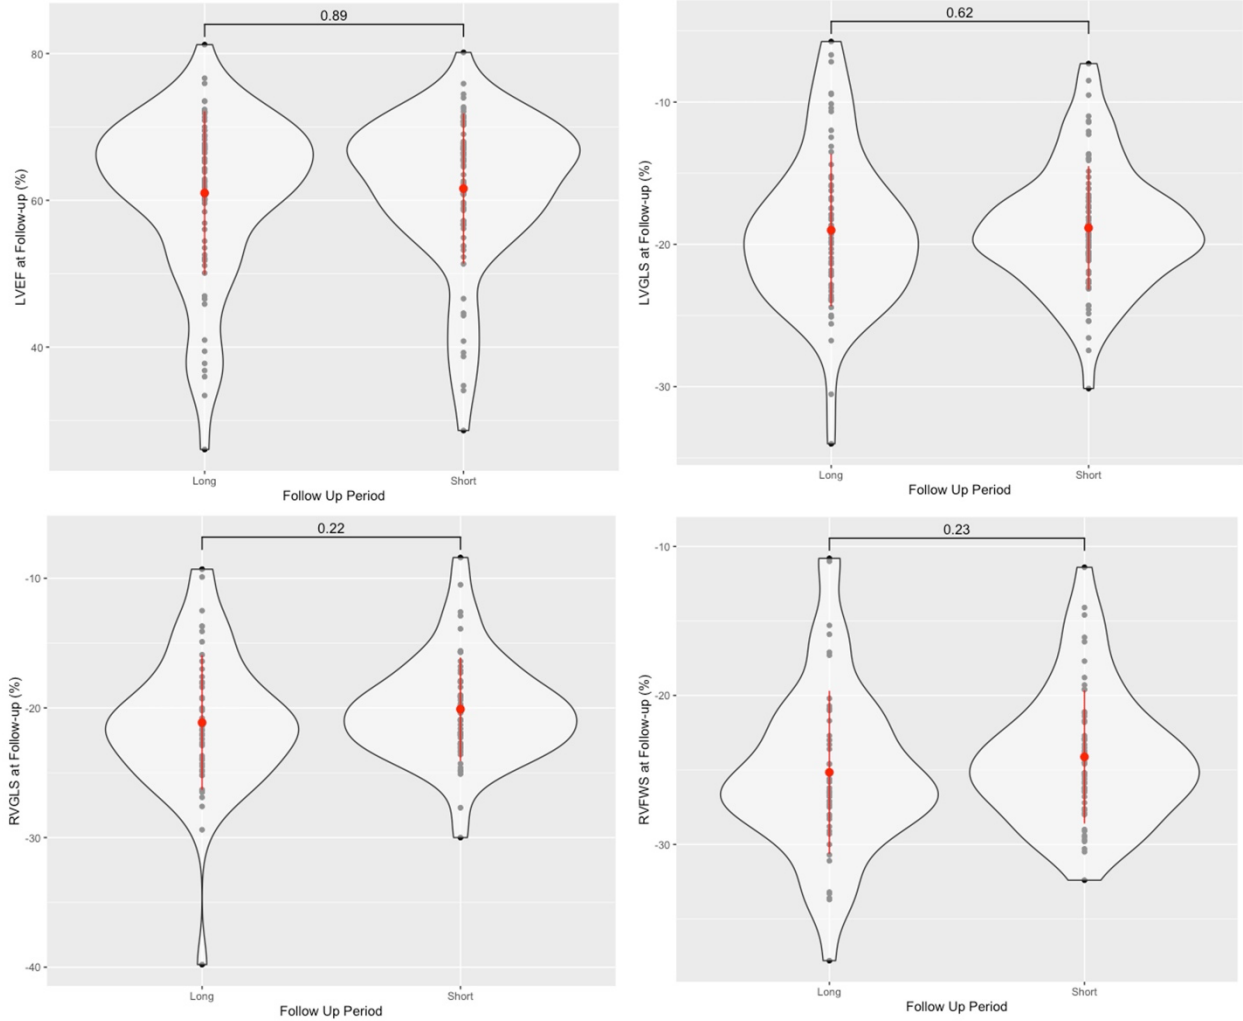 0.89
LVEF at Follow-up (%)
80
60
40
Long
Short
Follow Up Period
0.62
LVGLS at Follow-up (%)
-10
-20
-30
Long
Short
Follow Up Period
0.22
RVGLS at Follow-up (%)
-10
-20
-30
-40
Long
Short
Follow Up Period
0.23
RVFWS at Follow-up (%)
-10
-20
-30
Long
Short
Follow Up Period